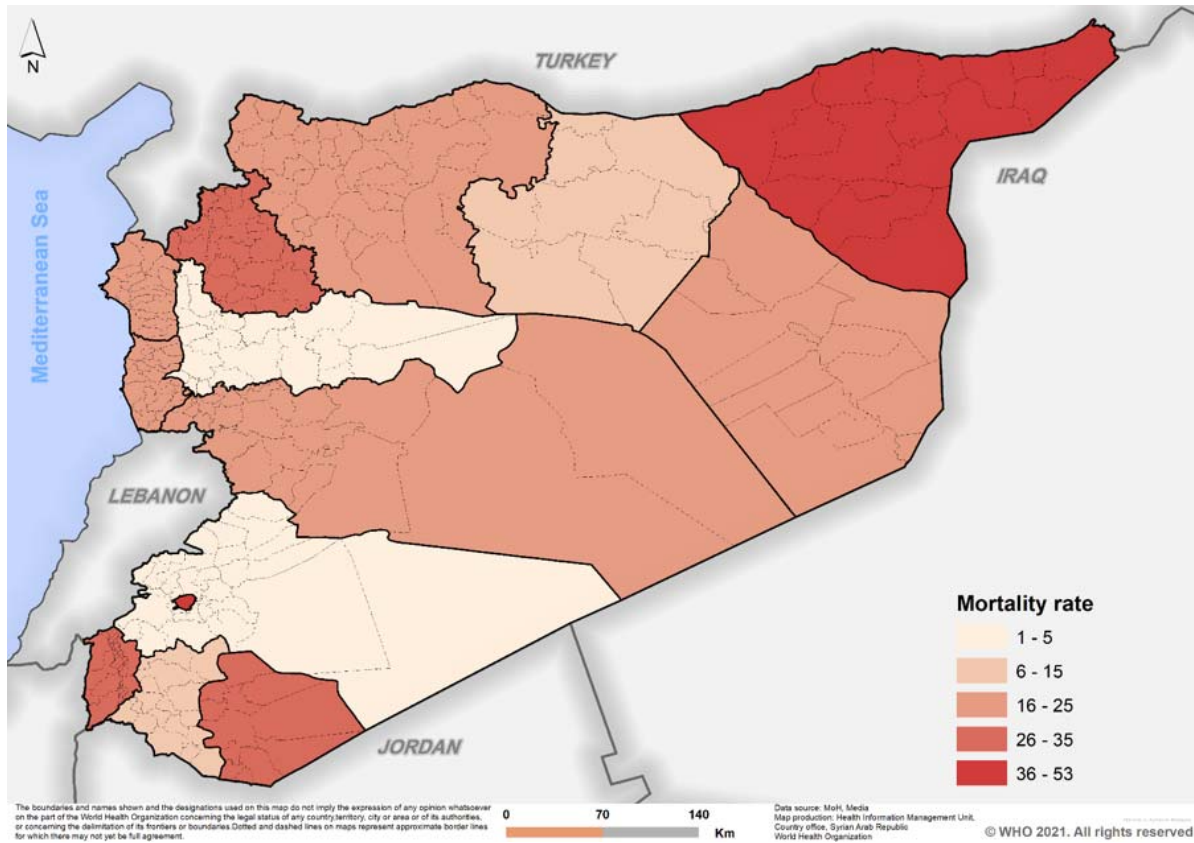 N
TURKEY
IRAQ
Mediterranean Sea
LEBANON
JORDAN
Mortality rate
1 - 5
6 - 15
16 - 25
26 - 35
36 - 53
The boundaries and names shown and the designations used on this map do not imply the expression of any opinion whatsoever
on the part of the World Health Organization concerning the legal status of any country,territory, city or area or of its authorities,
or concerning the delimitation of its frontiers or boundaries.Dotted and dashed lines on maps represent approximate border lines
for which there may not yet be full agreement.
0 70 140
Km
Data source: MoH, Media
Map production: Health Information Management Unit,
Country office, Syrian Arab Republic
World Health Organization
© WHO 2021. All rights reserved